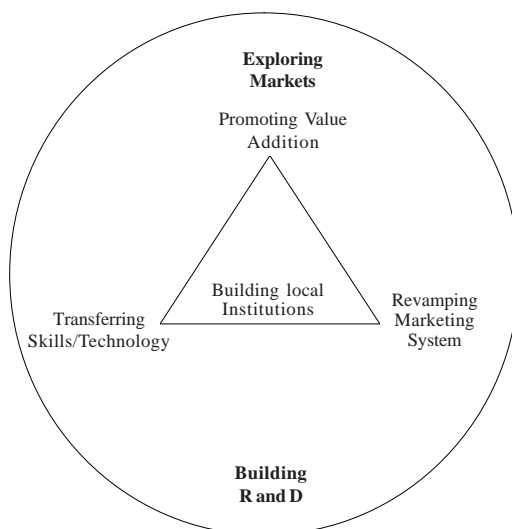 Exploring
Markets
Promoting Value
Addition
Building local
Institutions
Transferring
Skills/Technology
Revamping
Marketing
System
Building
R and D